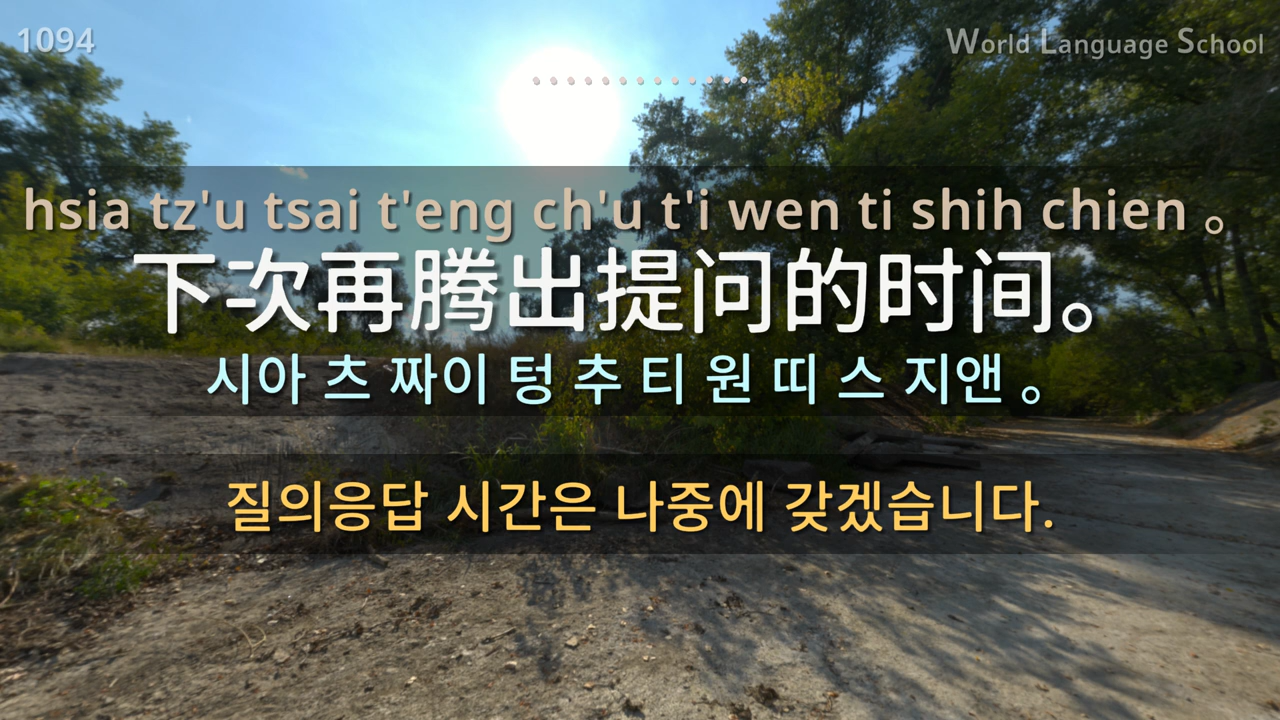 1094
World Language School
hsia tz'u tsai t'eng ch'u t'i wen ti shih chien 。
下次再腾出提问的时间。
시아 츠 짜이 텅 추 티 원 띠 스 지앤 。
질의응답 시간은 나중에 갖겠습니다.